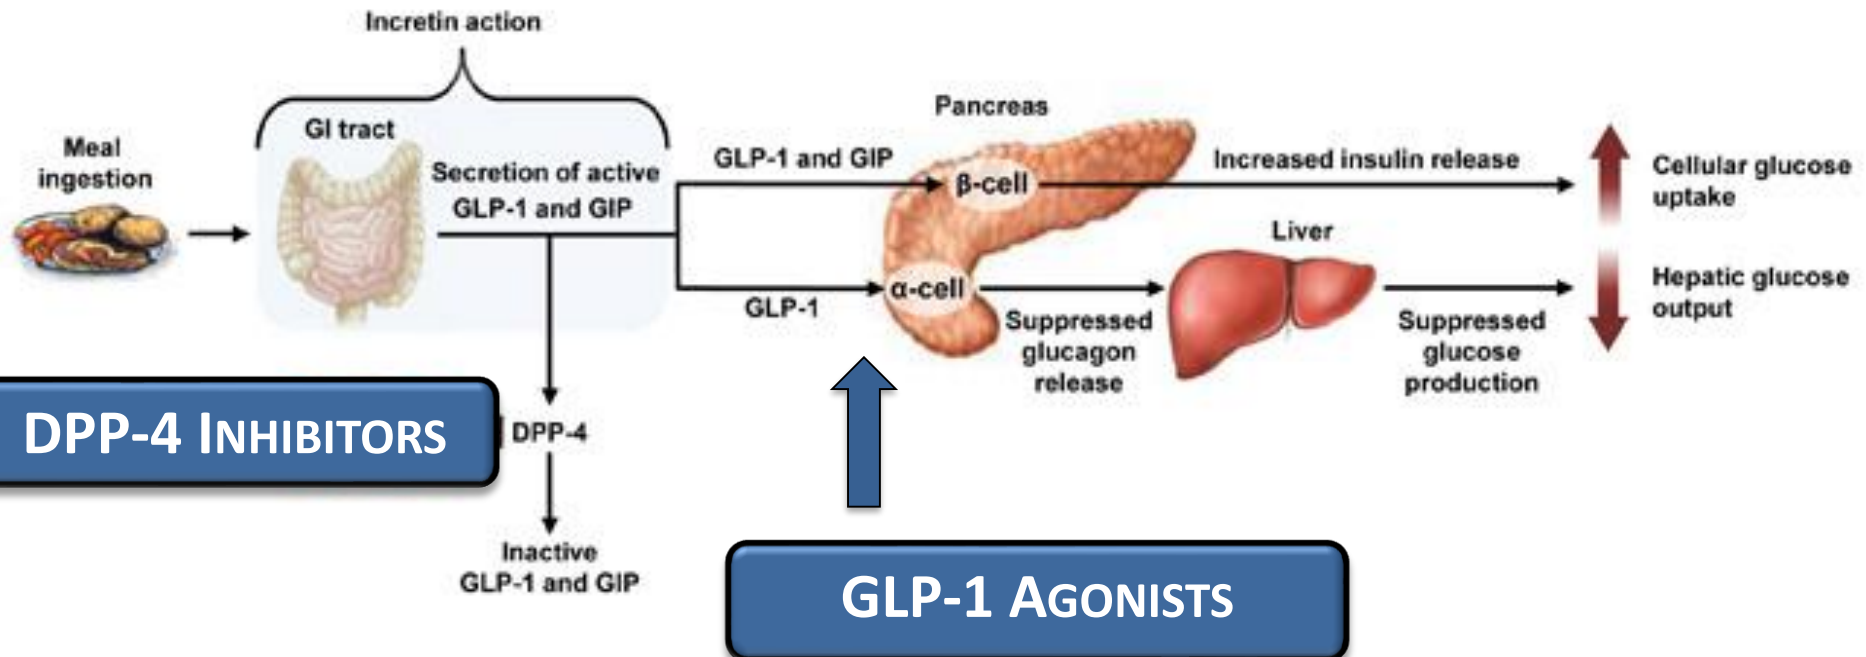 Incretin action
GI tract
Meal
ingestion
Secretion of active
GLP-1 and GIP
GLP-1 and GIP
GLP-1
Pancreas
β-cell
α-cell
Increased insulin release
Suppressed
glucagon
release
Liver
Suppressed
glucose
production
Cellular glucose
uptake
Hepatic glucose
output
DPP-4 INHIBITORS
DPP-4
Inactive
GLP-1 and GIP
GLP-1 AGONISTS